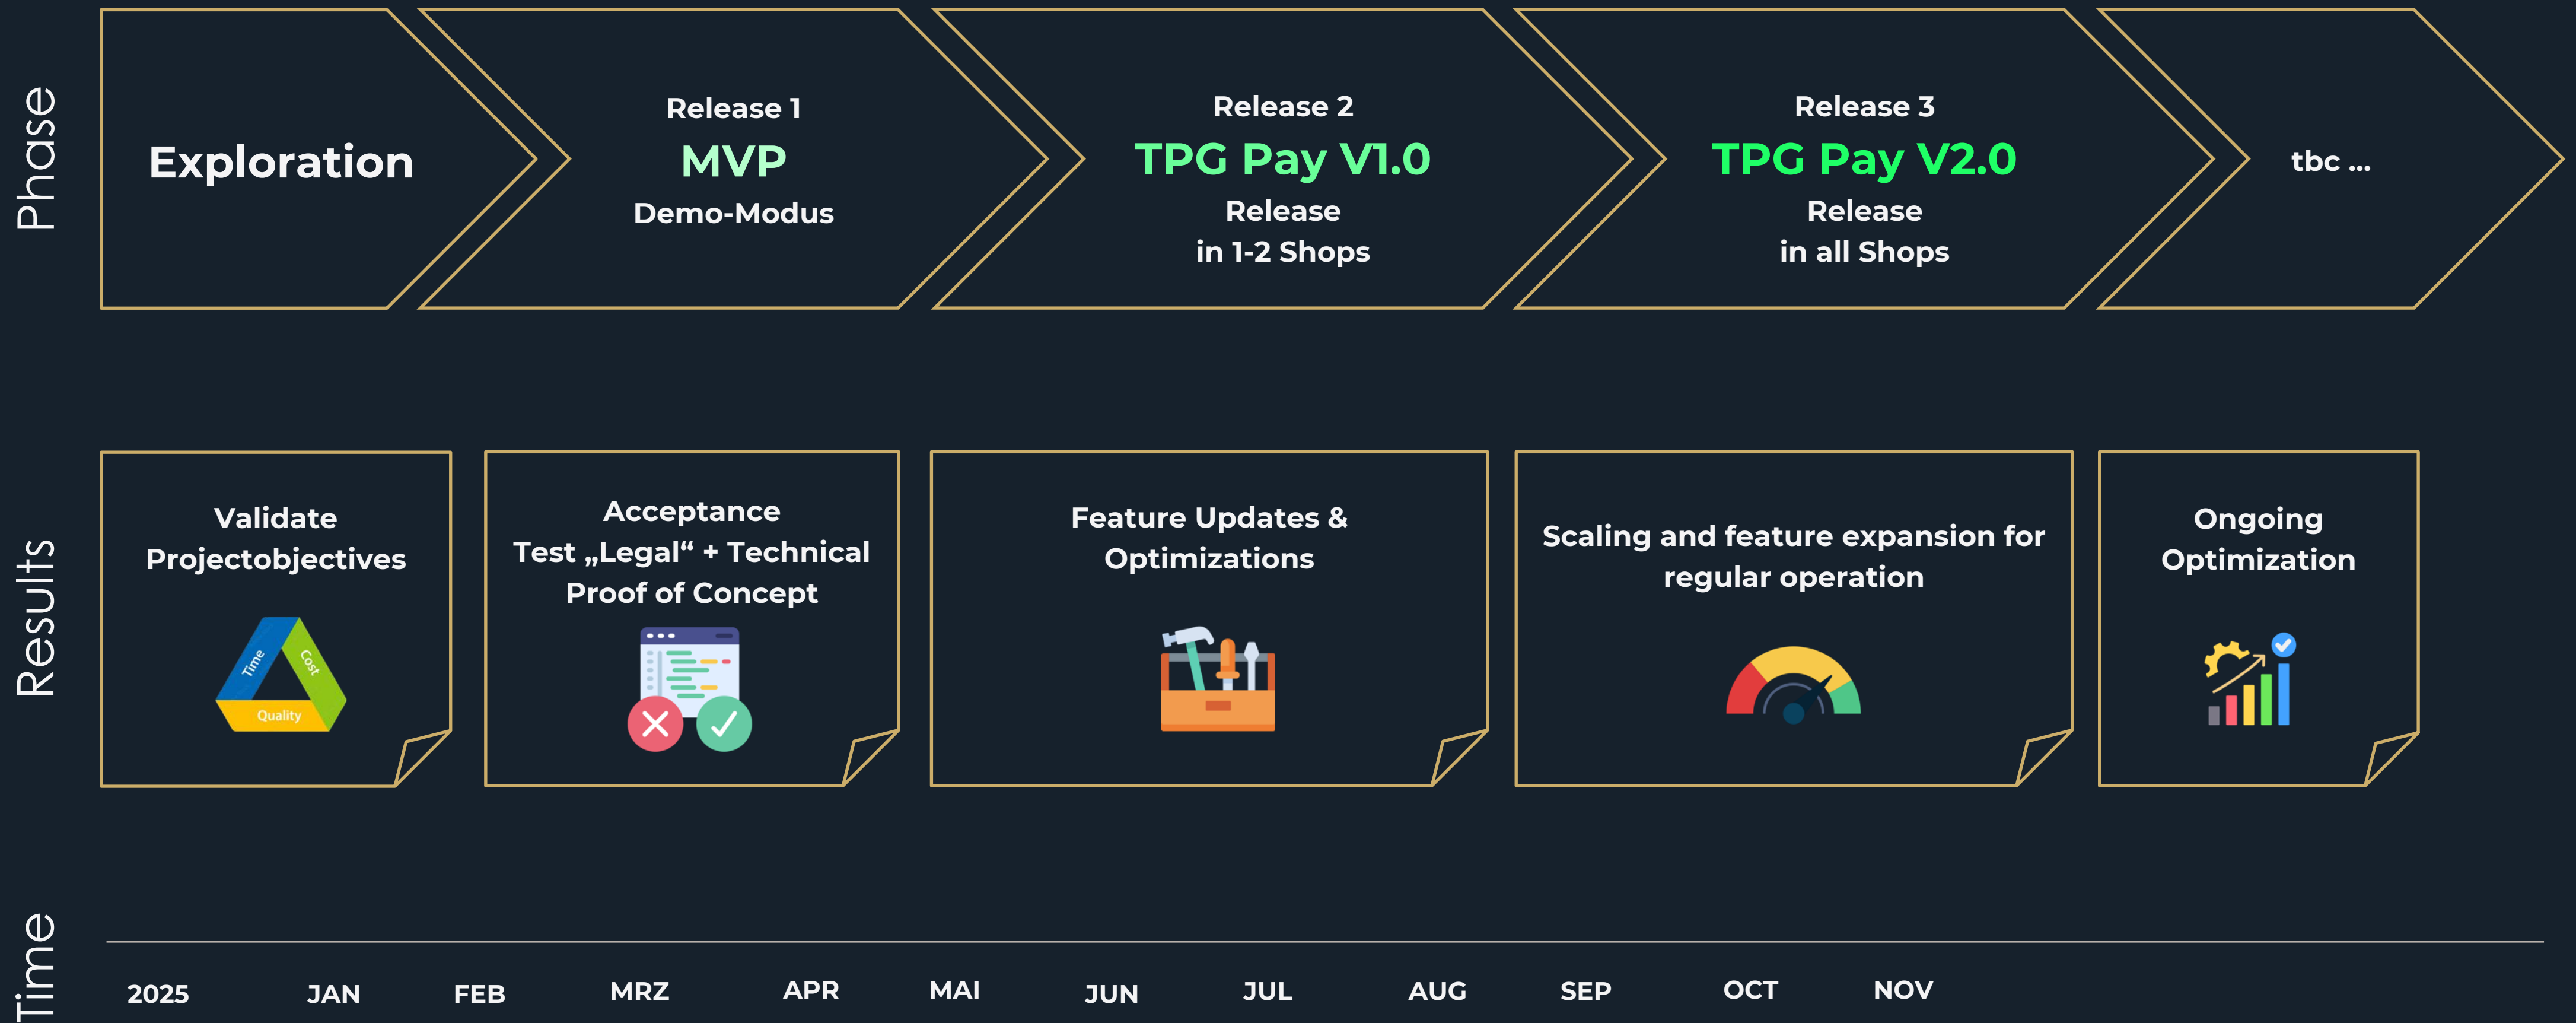 Phase
Exploration
Release 1
MVP
Demo-Modus
Release 2
TPG Pay V1.0
Release
in 1-2 Shops
Release 3
TPG Pay V2.0
Release
in all Shops
tbc ...
Results
Validate
Projectobjectives
Time
Cost
Quality
Acceptance
Test „Legal“ + Technical
Proof of Concept
Feature Updates &
Optimizations
Scaling and feature expansion for
regular operation
Ongoing
Optimization
Time
2025 JAN FEB MRZ APR MAI JUN JUL AUG SEP OCT NOV